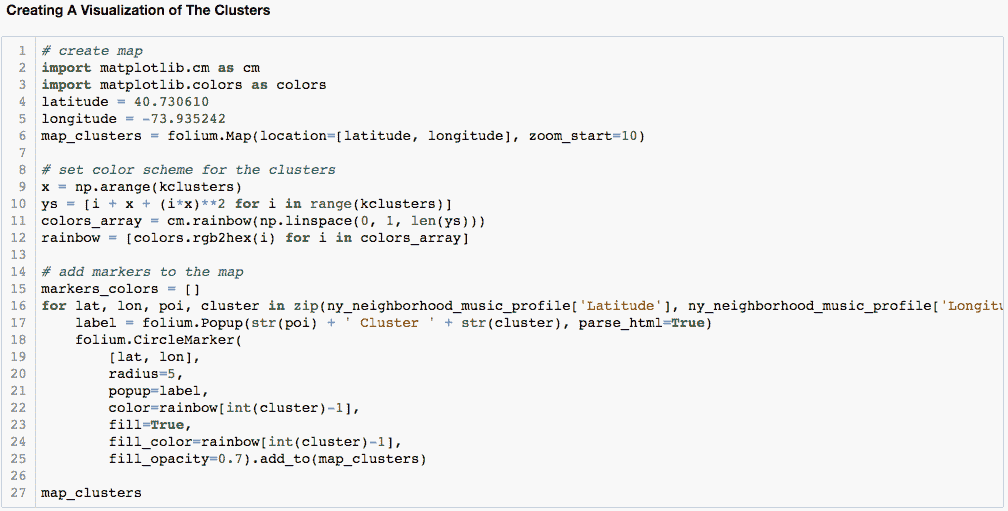 Creating A Visualization of The Clusters
1 # create map
2 import matplotlib.cm as cm
3 import matplotlib.colors as colors
4 latitude = 40.730610
5 longitude = -73.935242
6 map_clusters = folium.Map(location=[latitude, longitude], zoom_start=10)
7
8 # set color scheme for the clusters
9 x = np.arange(kclusters)
10 ys = [i + x + (i*x)**2 for i in range(kclusters)]
11 colors_array = cm.rainbow(np.linspace(0, 1, len(ys)))
12 rainbow = [colors.rgb2hex(i) for i in colors_array]
13
14 # add markers to the map
15 markers_colors = []
16 for lat, lon, poi, cluster in zip(ny_neighborhood_music_profile['Latitude'], ny_neighborhood_music_profile['Longitu
17     label = folium.Popup(str(poi) + ' Cluster ' + str(cluster), parse_html=True)
18     folium.CircleMarker(
19         [lat, lon],
20         radius=5,
21         popup=label,
22         color=rainbow[int(cluster)-1],
23         fill=True,
24         fill_color=rainbow[int(cluster)-1],
25         fill_opacity=0.7).add_to(map_clusters)
26
27 map_clusters